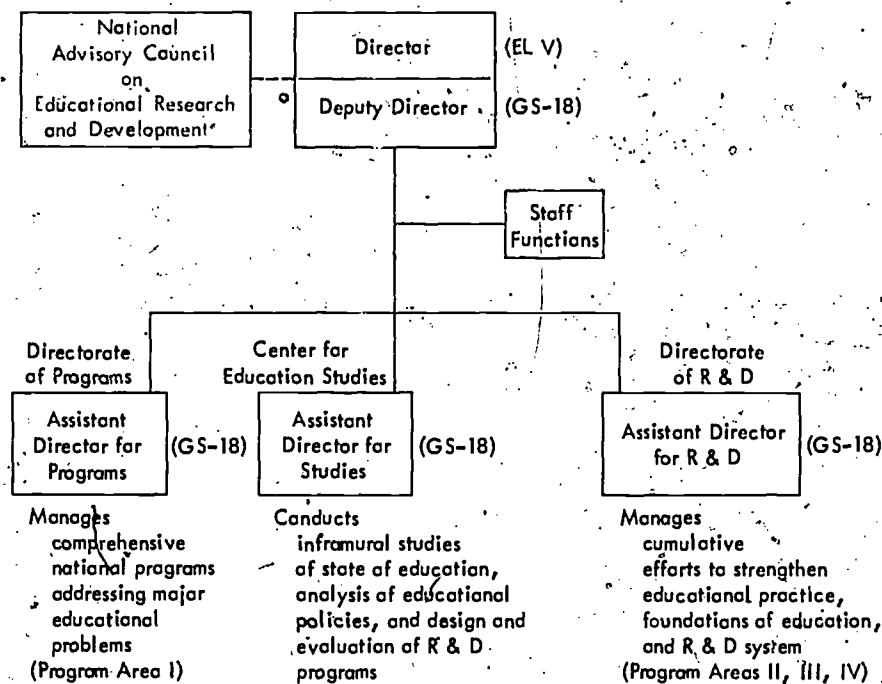 National
Advisory Council
on
Educational Research
and Development
Director
(EL V)
Deputy Director
(GS-18)
Staff
Functions
Directorate
of Programs
Assistant
Director for
Programs
(GS-18)
Manages
comprehensive
national programs
addressing major
educational
problems
(Program Area I)
Center for
Education Studies
Assistant
Director for
Studies
(GS-18)
Conducts
inframural studies
of state of education,
analysis of educational
policies, and design and
evaluation of R & D
programs
Directorate
of R & D
Assistant Director
for R & D
(GS-18)
Manages
cumulative
efforts to strengthen
educational practice,
foundations of education,
and R & D system
(Program Areas II, III, IV)